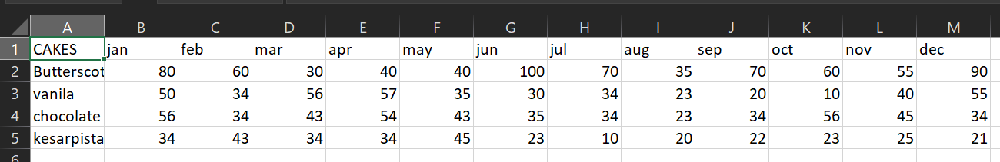 A B C D E F G H I J K L M
1 CAKES jan feb mar apr may jun jul aug sep oct nov dec
2 Butterscot 80 60 30 40 40 100 70 35 70 60 55 90
3 vanila 50 34 56 57 35 30 34 23 20 10 40 55
4 chocolate 56 34 43 54 43 35 34 23 34 56 45 34
5 kesarpista 34 43 34 34 45 23 10 20 22 23 25 21
6